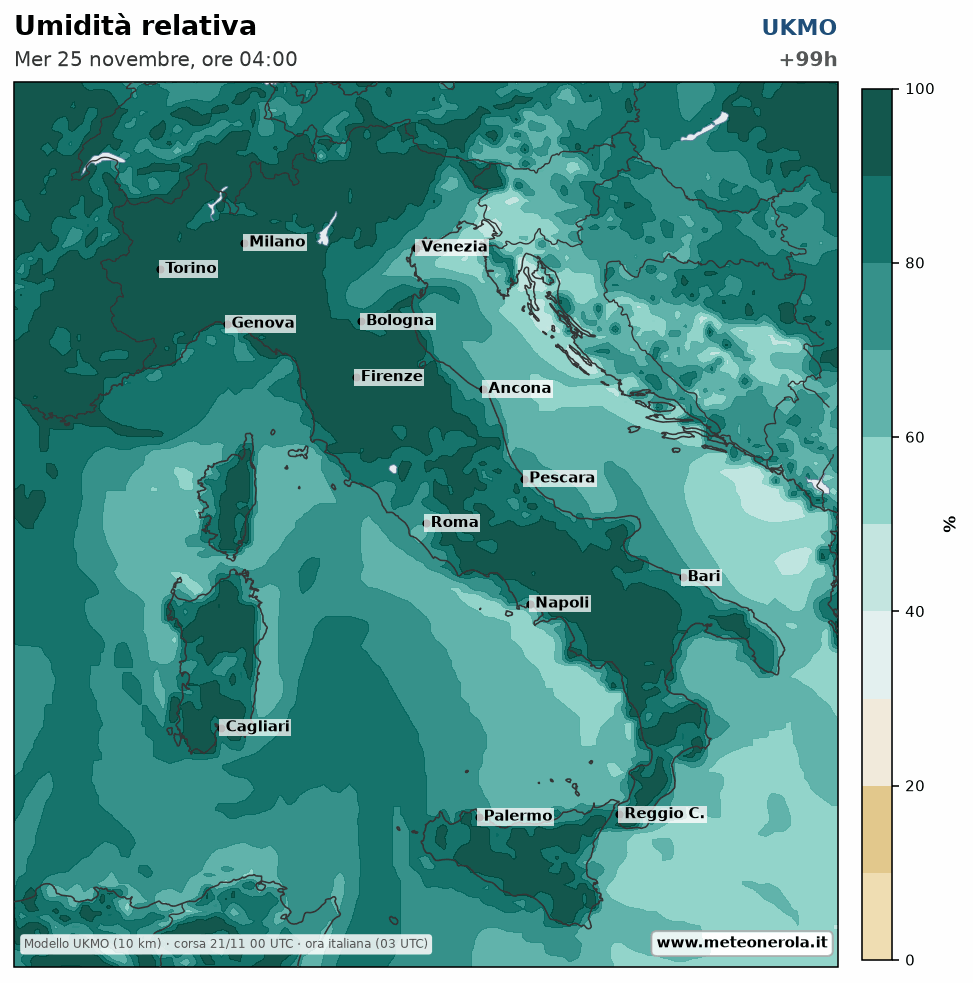 Umidità relativa
UKMO
Mer 25 novembre, ore 04:00
+99h
100
80
60
40
20
0
%
Milano
Venezia
Torino
Genova
Bologna
Firenze
Ancona
Pescara
Roma
Bari
Napoli
Cagliari
Palermo
Reggio C.
Modello UKMO (10 km) · corsa 21/11 00 UTC · ora italiana (03 UTC)
www.meteonerola.it